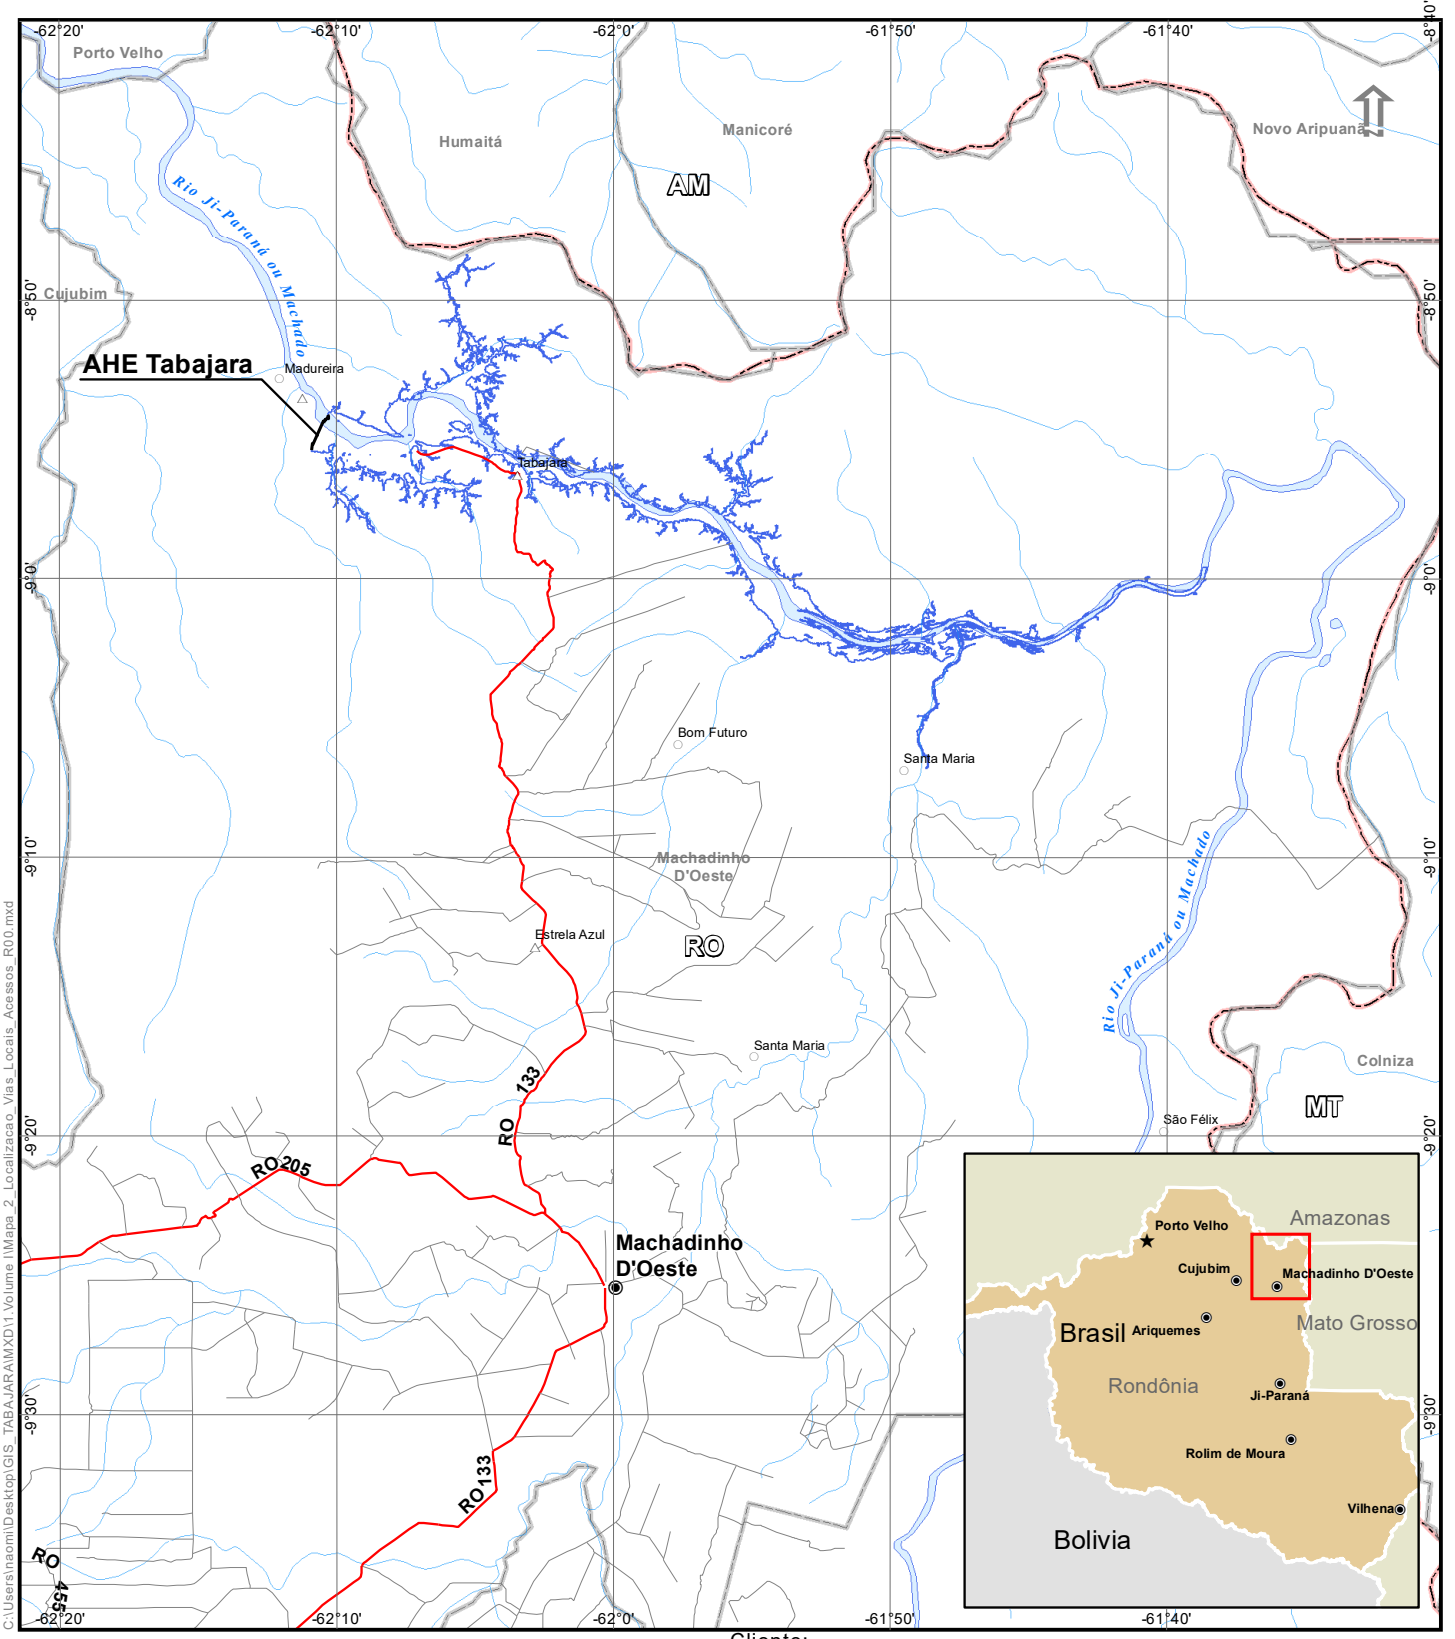 -62°20'
-62°10'
-62°0'
-61°50'
-61°40'
-8°40'
Porto Velho
Humaitá
Manicoré
Novo Aripuanã
AM
Rio Ji-Paraná ou Machado
Cujubim
-8°50'
-8°50'
AHE Tabajara
Madureira
Tabajara
-9°0'
-9°0'
Bom Futuro
Santa Maria
-9°10'
-9°10'
Machadinho
D'Oeste
Rio Ji-Paraná ou Machado
Estrela Azul
RO
Santa Maria
Colniza
RO 133
MT
São Félix
-9°20'
-9°20'
RO 205
Machadinho
D'Oeste
Porto Velho
Amazonas
Cujubim
Machadinho D'Oeste
Mato Grosso
Brasil
Ariquemes
Rondônia
Ji-Paraná
-9°30'
-9°30'
Rolim de Moura
RO 133
Vilhena
Bolivia
RO 455
-62°20'
-62°10'
-62°0'
-61°50'
-61°40'
C:\Users\naomi\Desktop\GIS_TABAJARA\MXD\1.Volume I\Mapa_2_Localizacao_Vias_Locais_Acessos_R00.mxd
Cliente: